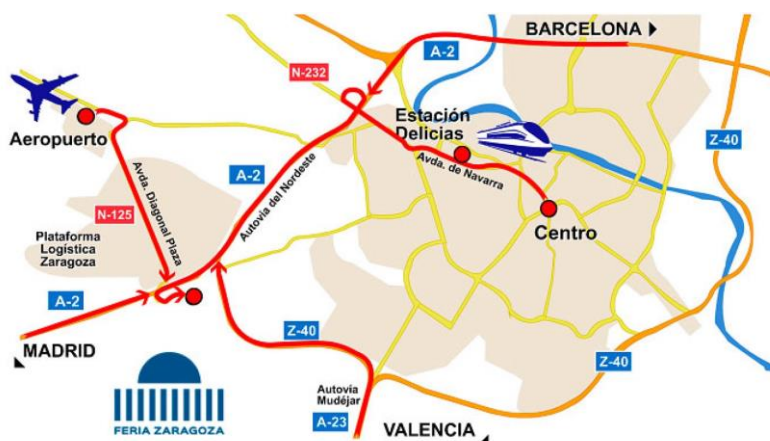 BARCELONA
A-2
N-232
Aeropuerto
Estación
Delicias
Z-40
A-2
Autovía del Nordeste
Avda. de Navarra
Avda. Diagonal Plaza
N-125
Centro
Plataforma
Logística
Zaragoza
A-2
MADRID
Z-40
Z-40
Autovía
Mudéjar
A-23
VALENCIA
FERIA ZARAGOZA